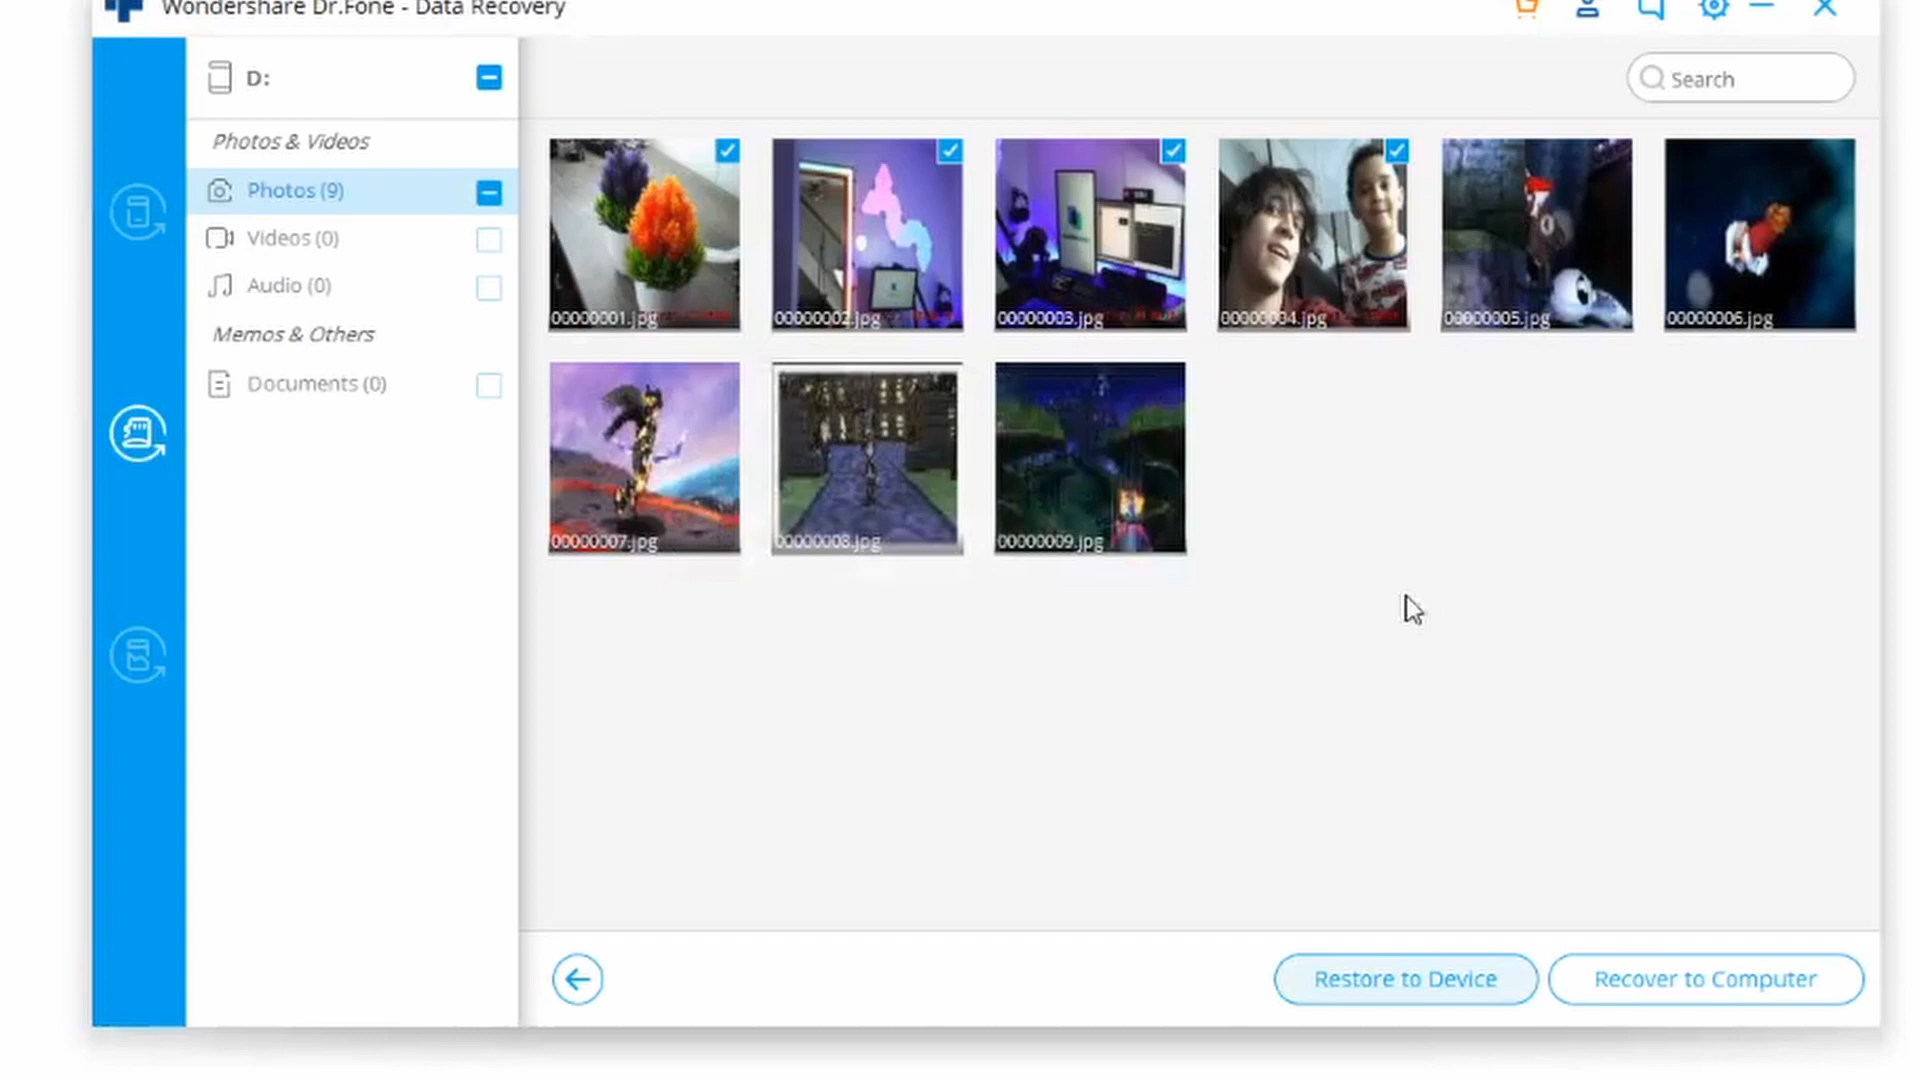 Wondershare Dr.Fone - Data Recovery
D:
Search
Photos & Videos
Photos (9)
Videos (0)
Audio (0)
Memos & Others
Documents (0)
00000001.jpg
00000002.jpg
00000003.jpg
00000004.jpg
00000005.jpg
00000006.jpg
00000007.jpg
00000008.jpg
00000009.jpg
Restore to Device
Recover to Computer